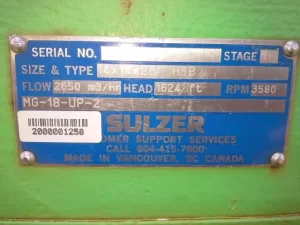 SERIAL NO. STAGE
SIZE & TYPE MSB
FLOW 2650 m3/hr HEAD 1624 ft RPM 3580
MG-18-UP-2
2000001258
SULZER
CUSTOMER SUPPORT SERVICES
CALL 604-415-7800
MADE IN VANCOUVER, BC CANADA